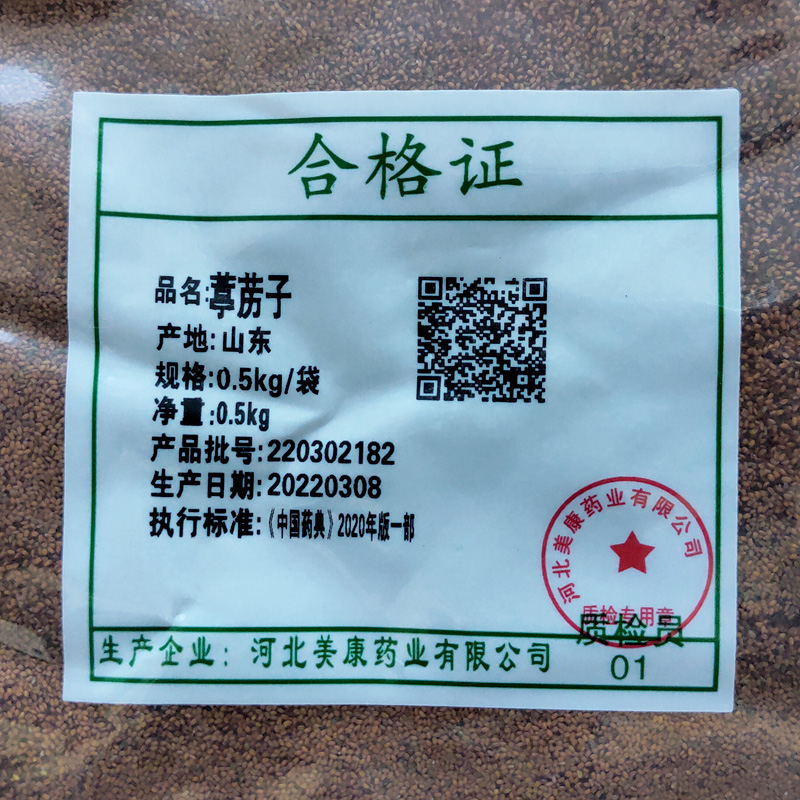 合格证
品名:葶苈子
产地:山东
规格:0.5kg/袋
净重:0.5kg
产品批号:220302182
生产日期:20220308
执行标准:《中国药典》2020年版一部
河北美康药业有限公司
质检专用章
质检员
01
生产企业：河北美康药业有限公司